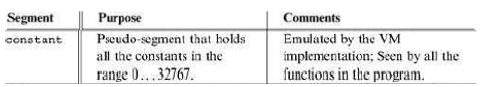 Segment Purpose Comments
constant Pseudo-segment that holds Emulated by the VM
all the constants in the implementation; Seen by all the
range 0...32767. functions in the program.